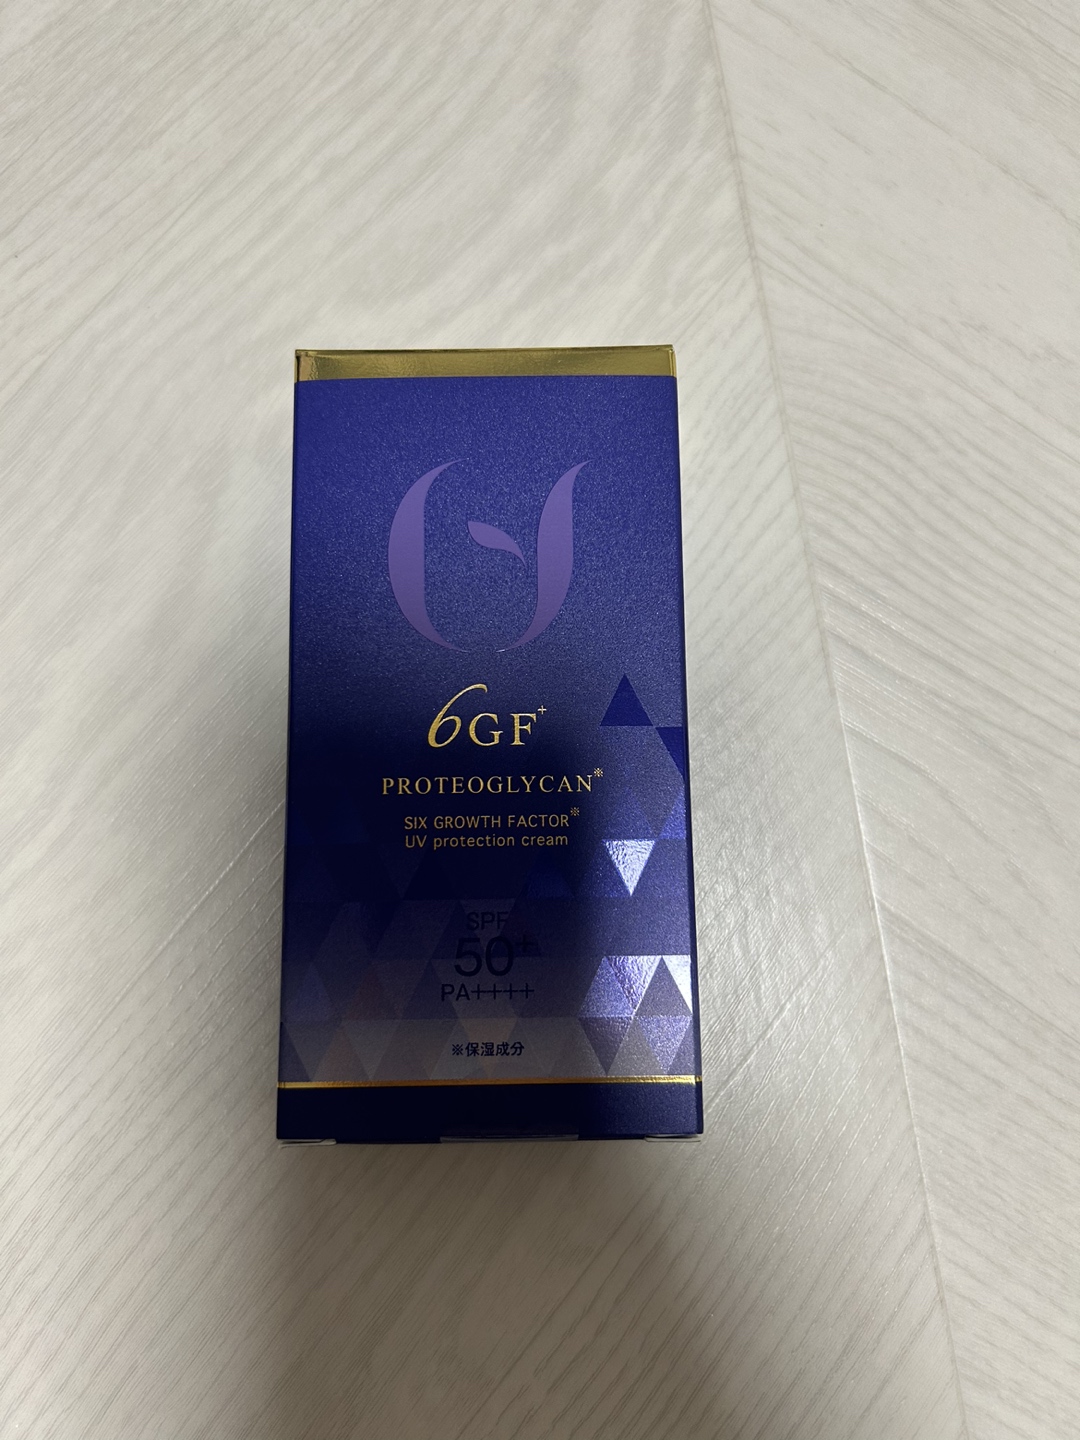 6GF+
PROTEOGLYCAN※
SIX GROWTH FACTOR※
UV protection cream
SPF
50+
PA++++
※保湿成分